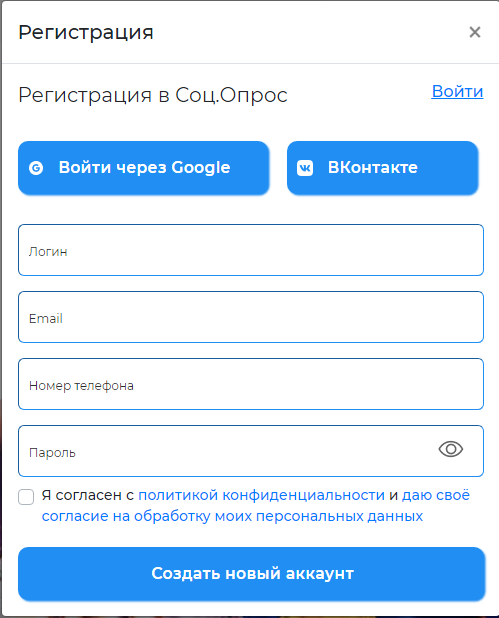 Регистрация
×
Регистрация в Соц.Опрос
Войти
Войти через Google
ВКонтакте
Логин
Email
Номер телефона
Пароль
Я согласен с политикой конфиденциальности и даю своё
согласие на обработку моих персональных данных
Создать новый аккаунт